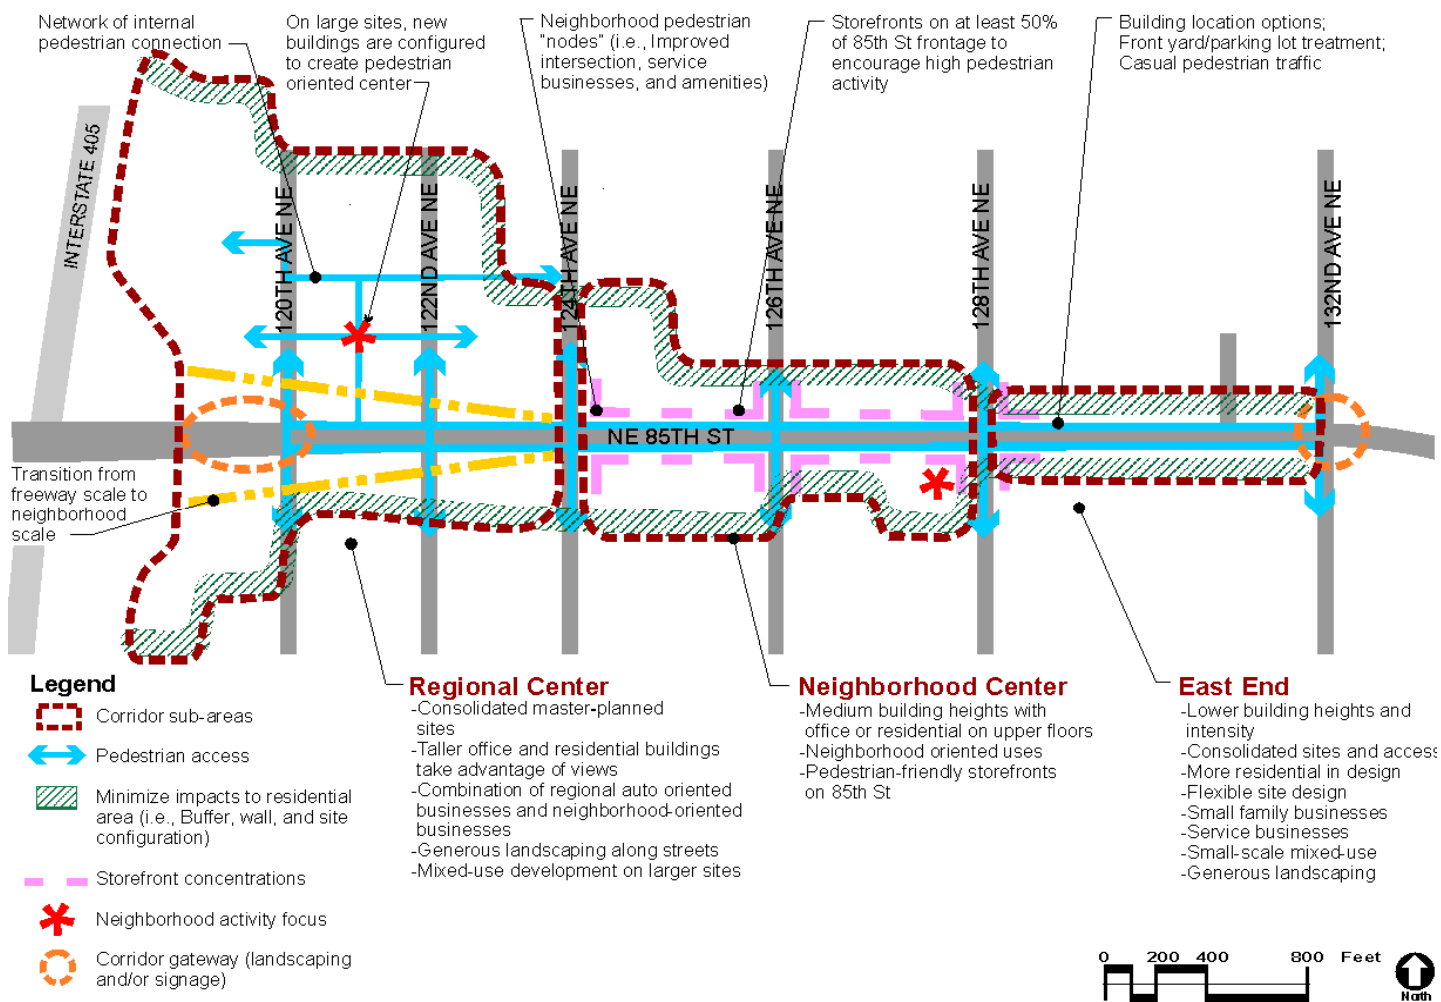 Network of internal
pedestrian connection
On large sites, new
buildings are configured
to create pedestrian
oriented center
Neighborhood pedestrian
"nodes" (i.e., Improved
intersection, service
businesses, and amenities)
Storefronts on at least 50%
of 85th St frontage to
encourage high pedestrian
activity
Building location options;
Front yard/parking lot treatment;
Casual pedestrian traffic
INTERSTATE 405
120TH AVE NE
122ND AVE NE
124TH AVE NE
126TH AVE NE
128TH AVE NE
132ND AVE NE
NE 85TH ST
Transition from
freeway scale to
neighborhood
scale
Legend
Corridor sub-areas
Pedestrian access
Minimize impacts to residential
area (i.e., Buffer, wall, and site
configuration)
Storefront concentrations
Neighborhood activity focus
Corridor gateway (landscaping
and/or signage)
Regional Center
-Consolidated master-planned
sites
-Taller office and residential buildings
take advantage of views
-Combination of regional auto oriented
businesses and neighborhood-oriented
businesses
-Generous landscaping along streets
-Mixed-use development on larger sites
Neighborhood Center
-Medium building heights with
office or residential on upper floors
-Neighborhood oriented uses
-Pedestrian-friendly storefronts
on 85th St
East End
-Lower building heights and
intensity
-Consolidated sites and access
-More residential in design
-Flexible site design
-Small family businesses
-Service businesses
-Small-scale mixed-use
-Generous landscaping
0 200 400 800 Feet
North